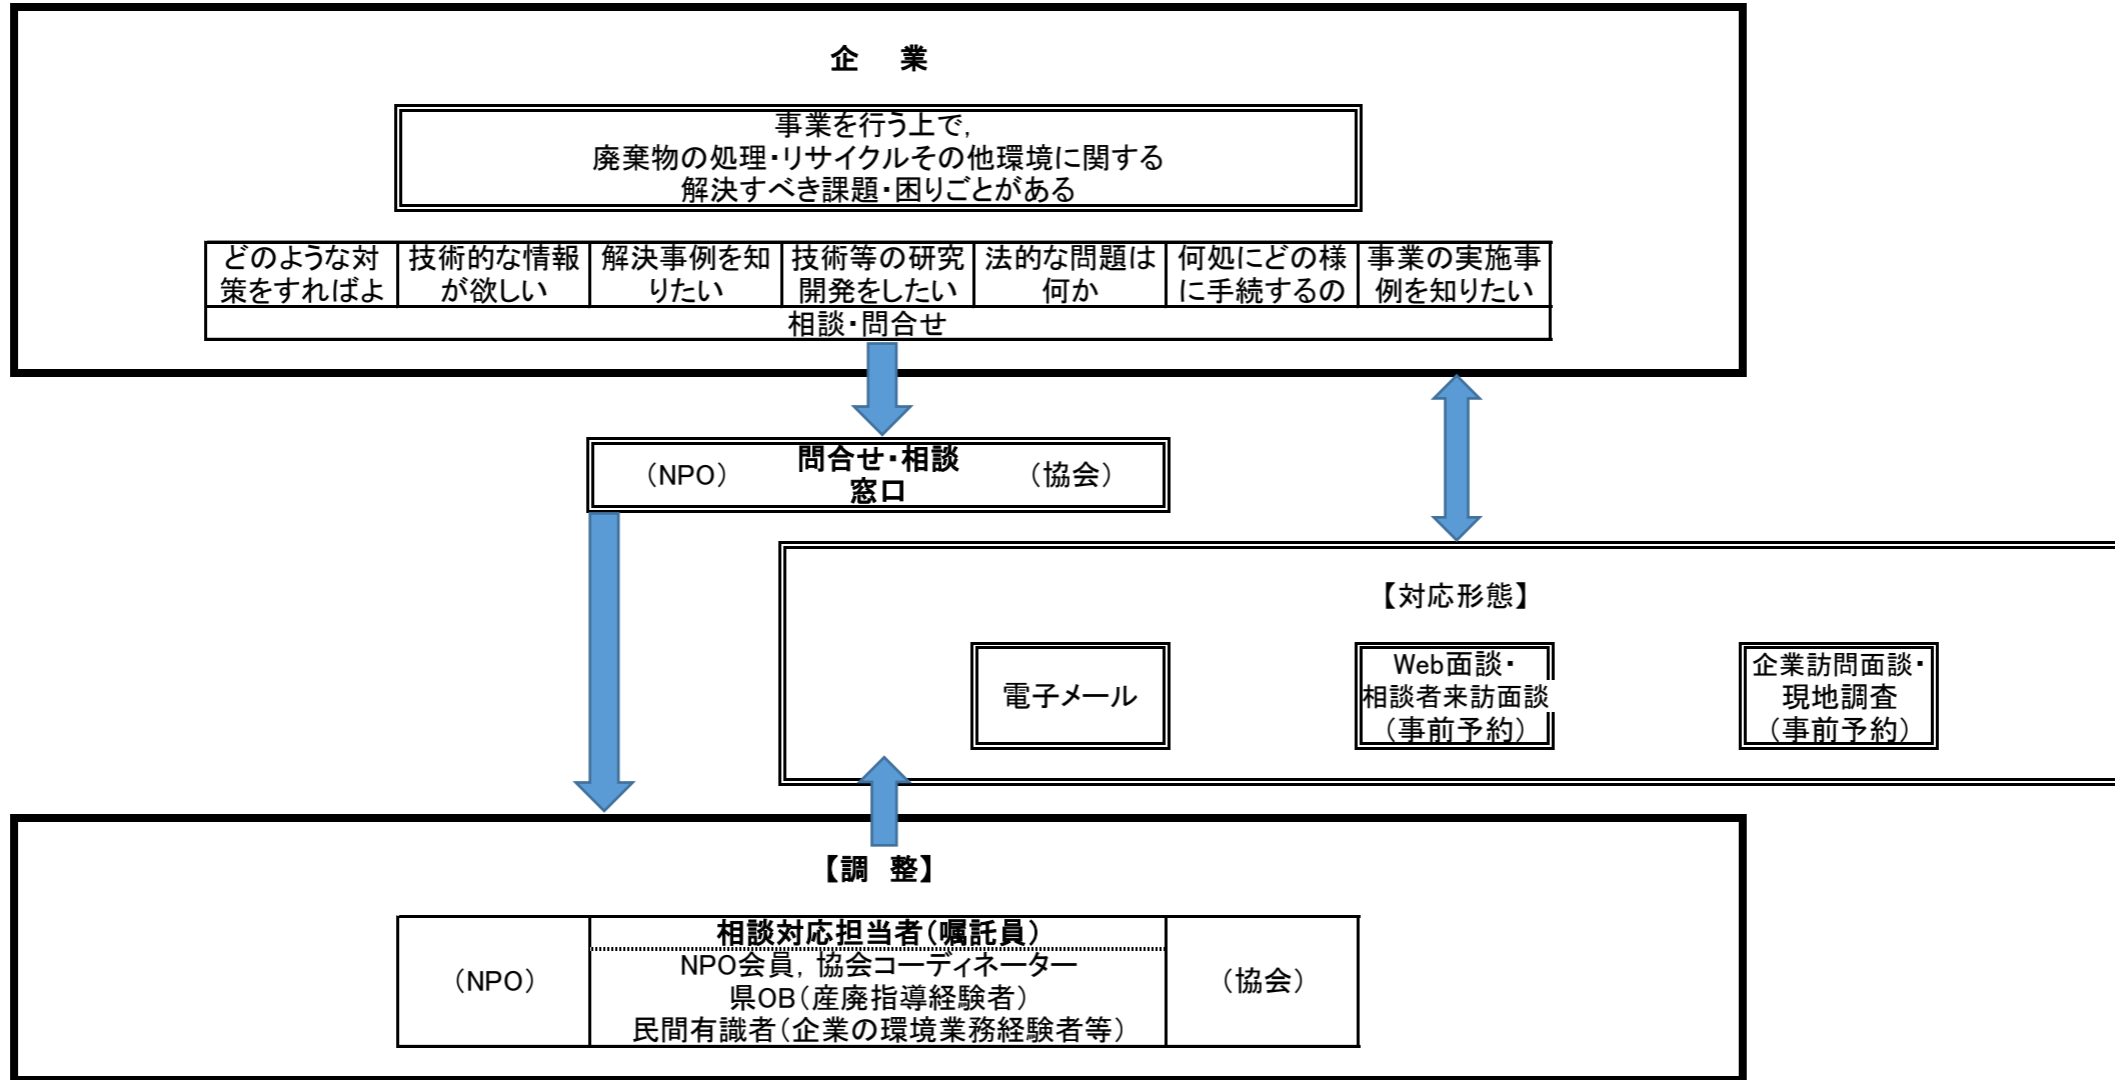 企　業
事業を行う上で，
廃棄物の処理・リサイクルその他環境に関する
解決すべき課題・困りごとがある
どのような対
策をすればよ
技術的な情報
が欲しい
解決事例を知
りたい
技術等の研究
開発をしたい
法的な問題は
何か
何処にどの様
に手続するの
事業の実施事
例を知りたい
相談・問合せ
（NPO）
問合せ・相談
窓口
（協会）
【対応形態】
電子メール
Web面談・
相談者来訪面談
（事前予約）
企業訪問面談・
現地調査
（事前予約）
【調　整】
（NPO）
相談対応担当者（嘱託員）
NPO会員，協会コーディネーター
県OB（産廃指導経験者）
民間有識者（企業の環境業務経験者等）
（協会）